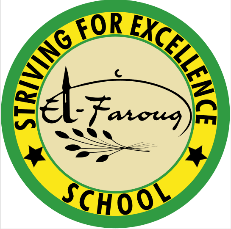 STRIVING FOR EXCELLENCE
El-Farouq
SCHOOL